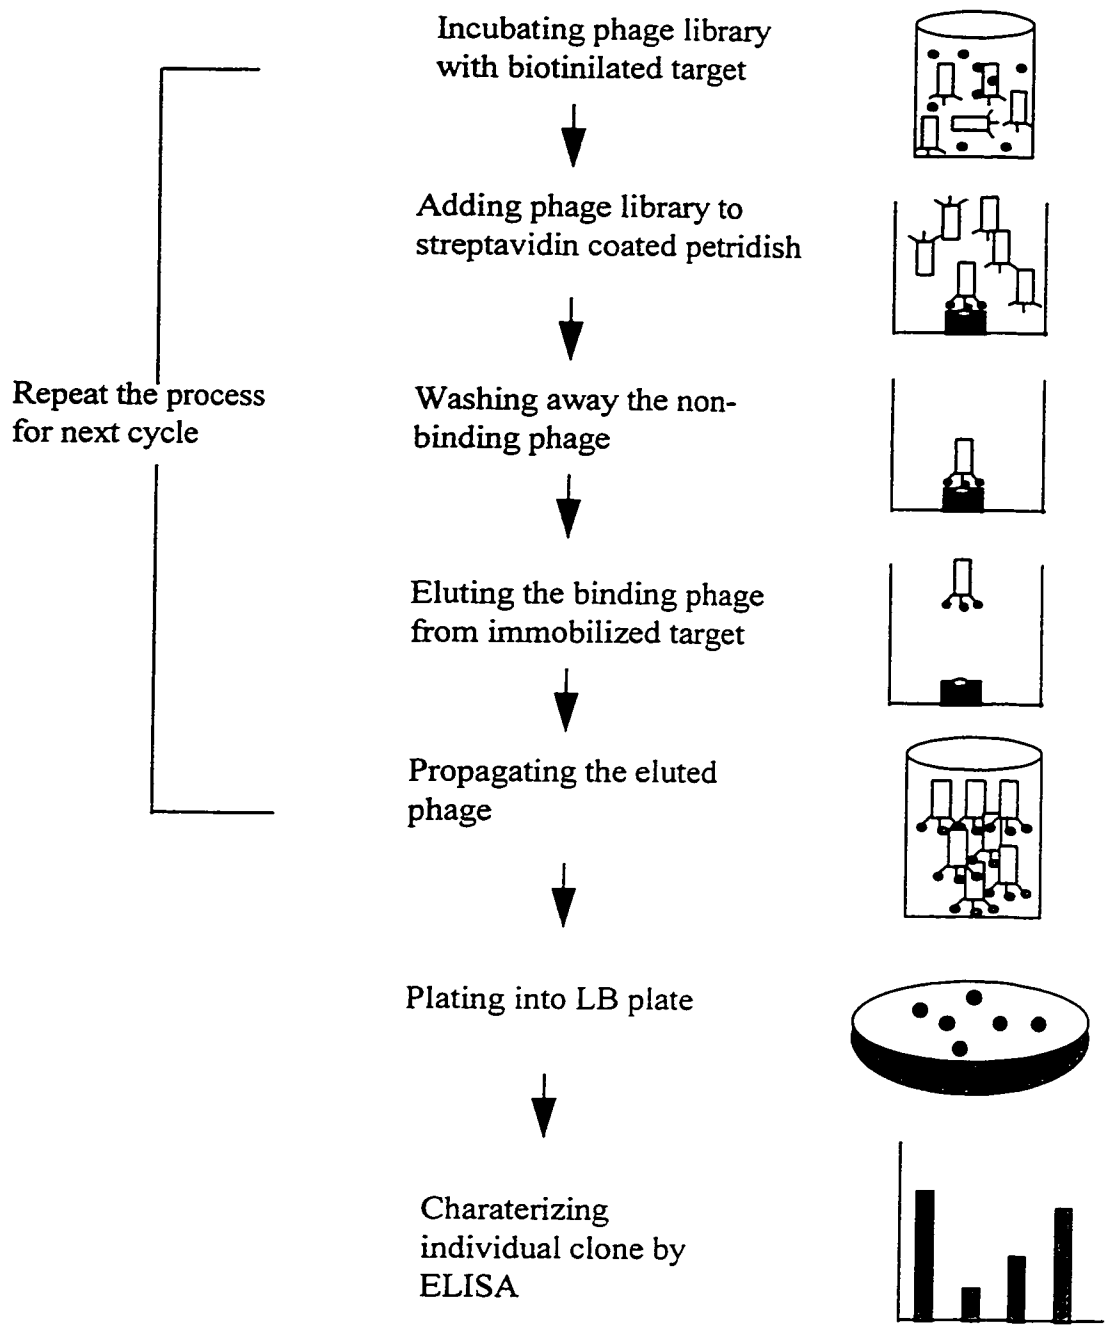 Incubating phage library
with biotinilated target
Adding phage library to
streptavidin coated petridish
Repeat the process
for next cycle
Washing away the non-
binding phage
Eluting the binding phage
from immobilized target
Propagating the eluted
phage
Plating into LB plate
Charaterizing
individual clone by
ELISA